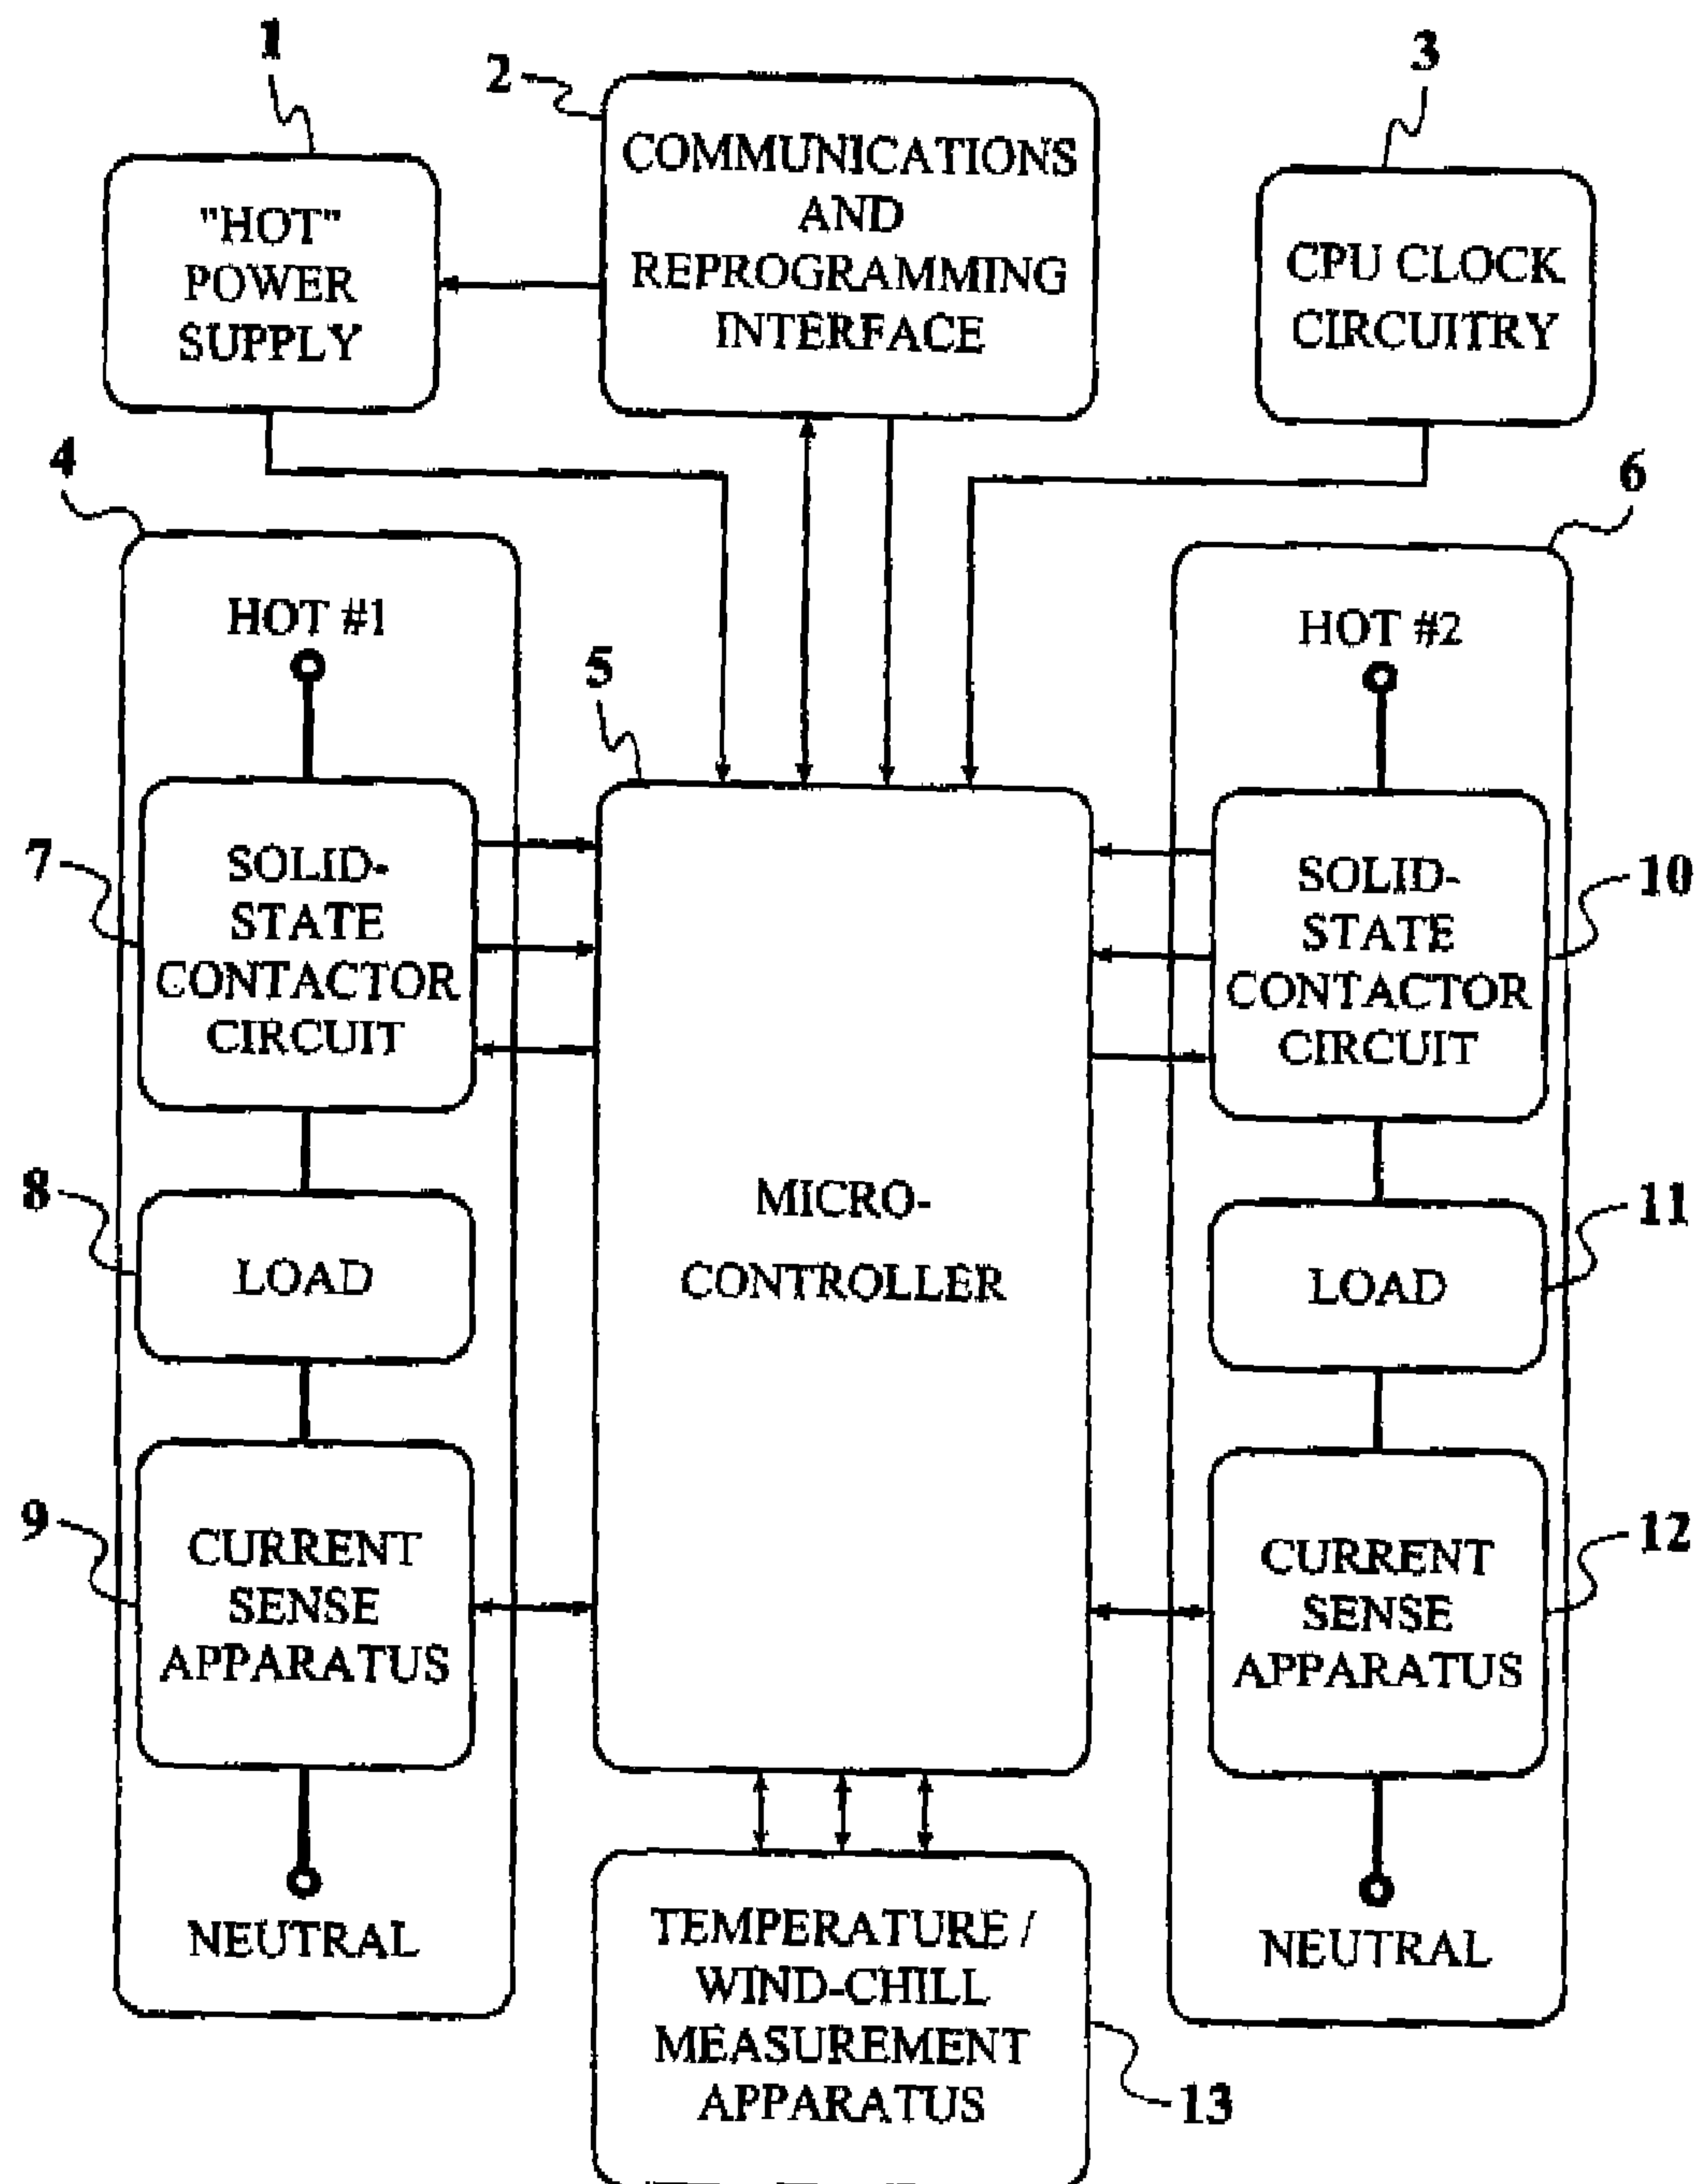 1
2
3
"HOT"
POWER
SUPPLY
COMMUNICATIONS
AND
REPROGRAMMING
INTERFACE
CPU CLOCK
CIRCUITRY
4
5
6
HOT #1
HOT #2
7
SOLID-
STATE
CONTACTOR
CIRCUIT
8
LOAD
9
CURRENT
SENSE
APPARATUS
NEUTRAL
MICRO-
CONTROLLER
SOLID-
STATE
CONTACTOR
CIRCUIT
10
LOAD
11
CURRENT
SENSE
APPARATUS
12
NEUTRAL
TEMPERATURE /
WIND-CHILL
MEASUREMENT
APPARATUS
13